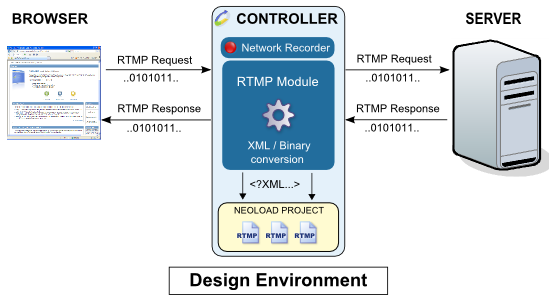 BROWSER
CONTROLLER
SERVER
Network Recorder
RTMP Request
..0101011..
RTMP Request
..0101011..
RTMP Module
RTMP Response
..0101011..
RTMP Response
..0101011..
XML / Binary
conversion
<?XML...>
NEOLOAD PROJECT
RTMP RTMP RTMP
Design Environment